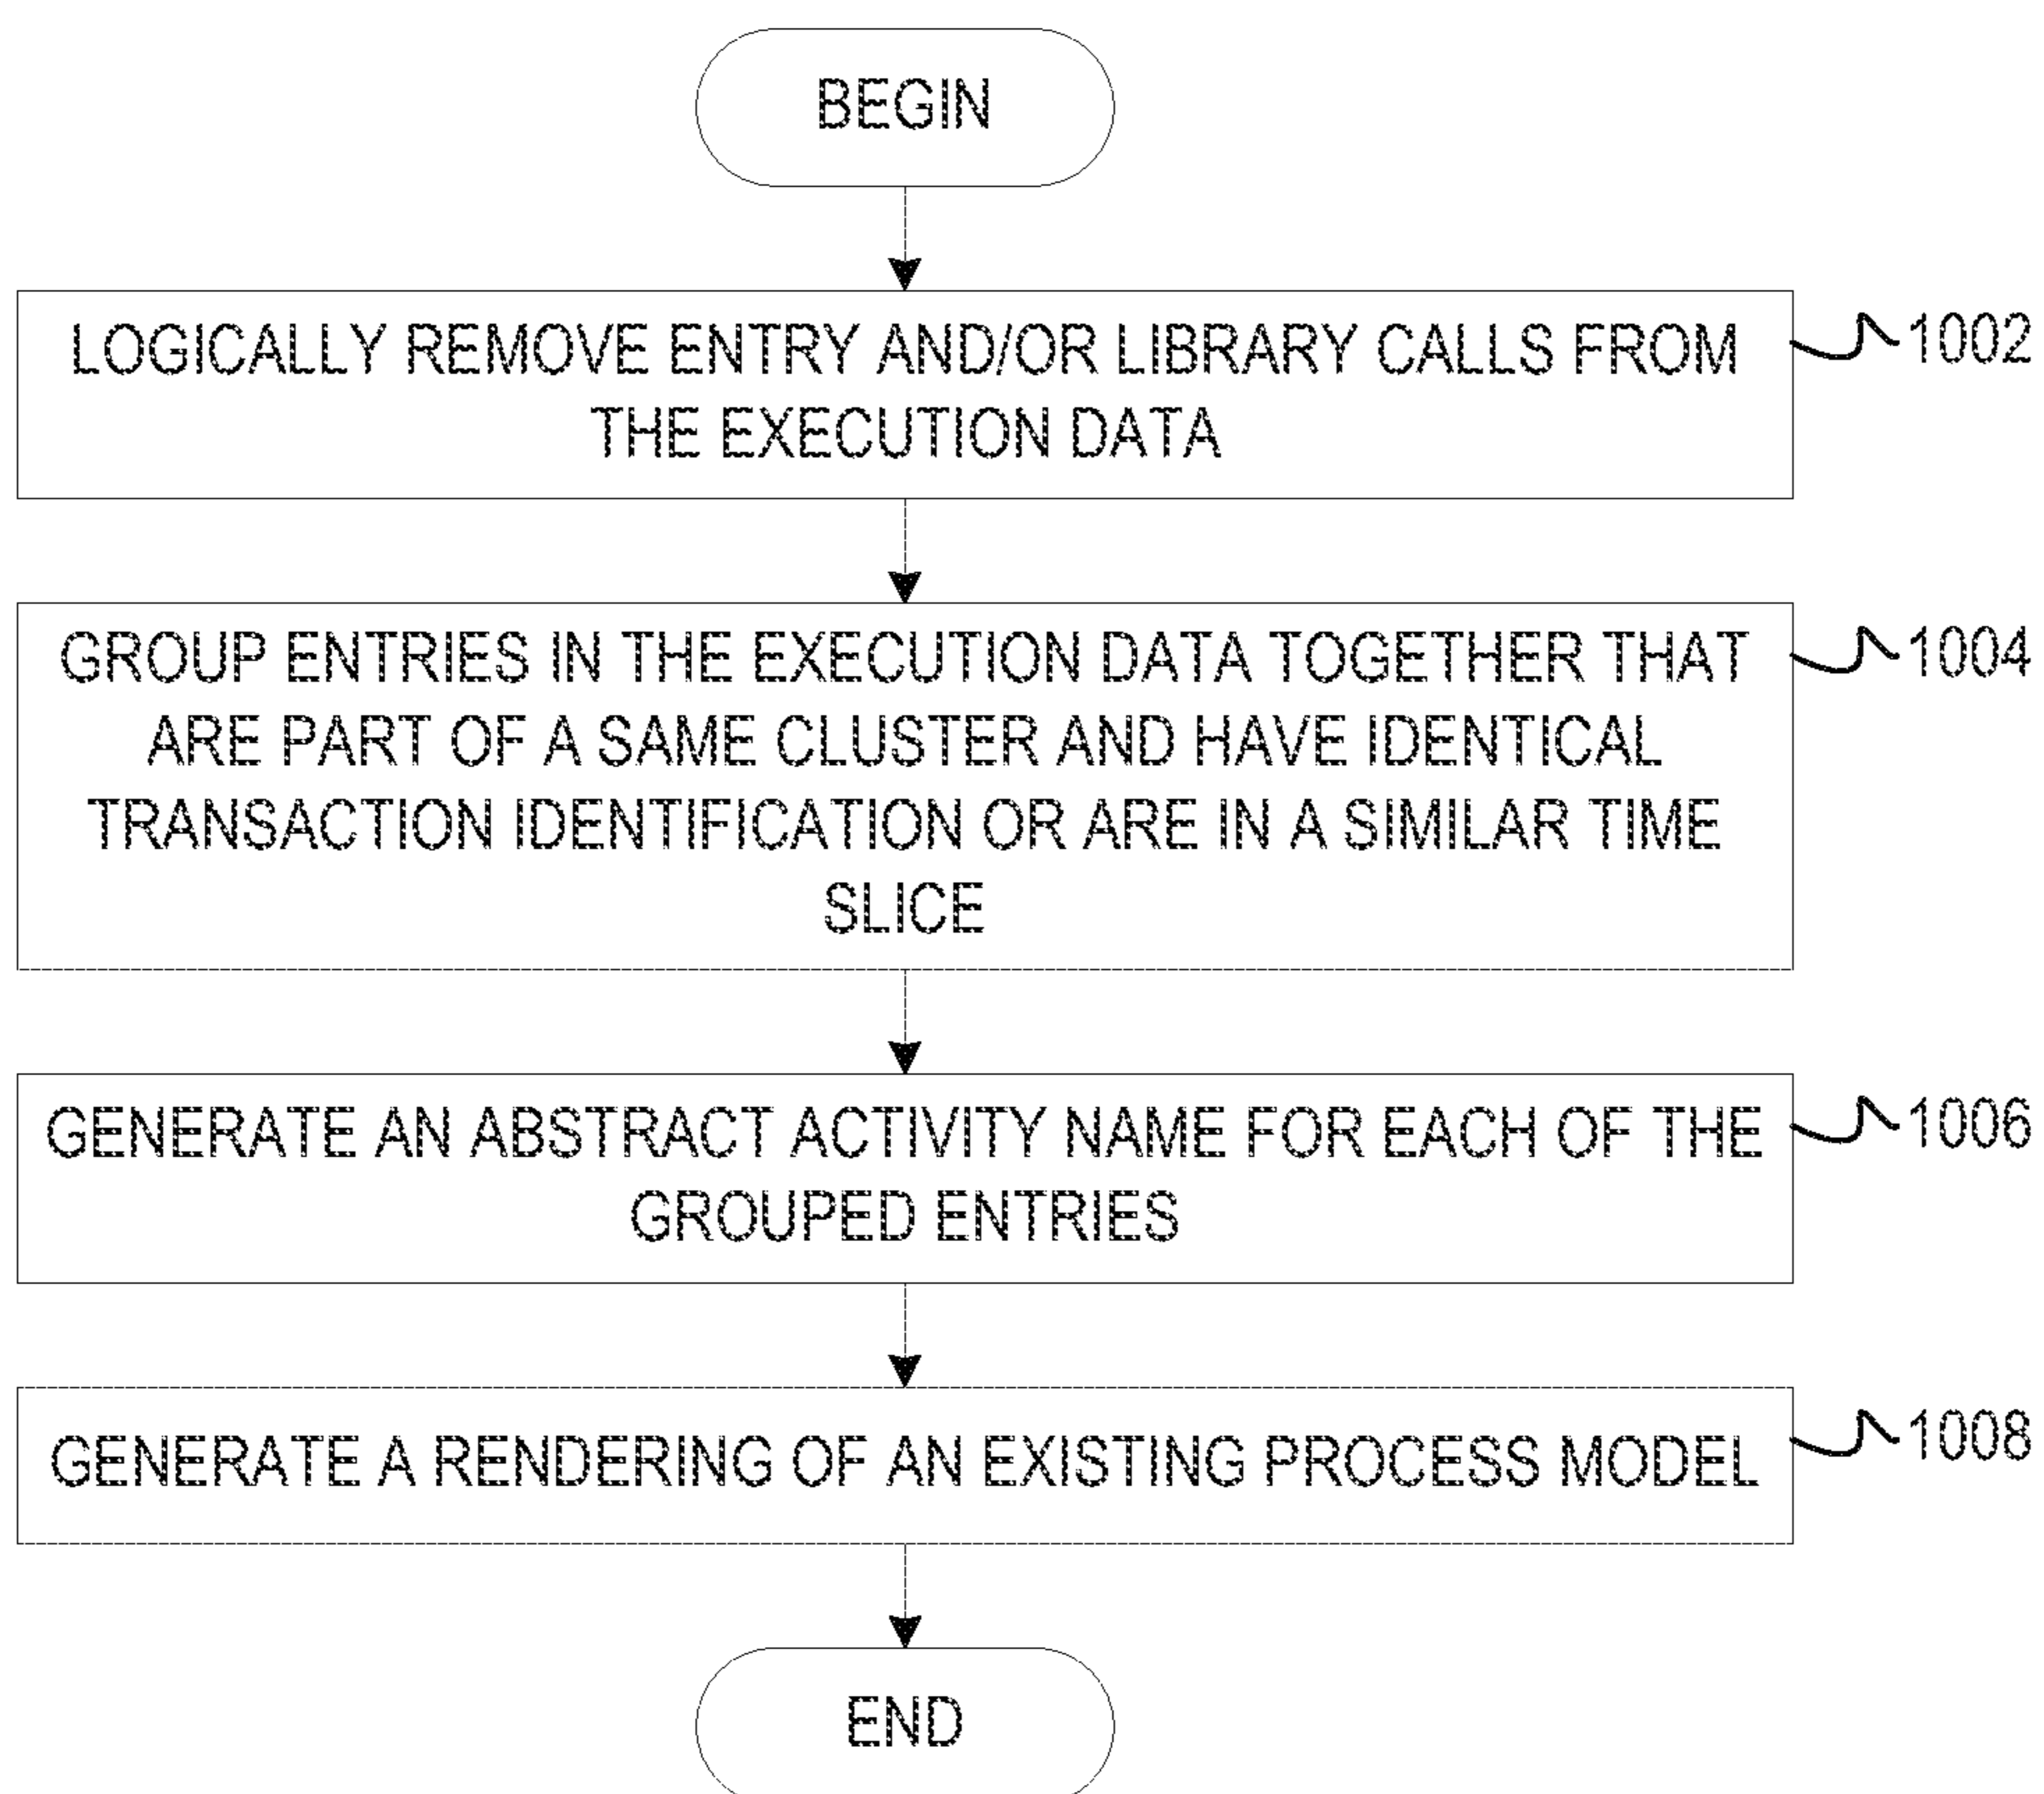 BEGIN
LOGICALLY REMOVE ENTRY AND/OR LIBRARY CALLS FROM
THE EXECUTION DATA
1002
GROUP ENTRIES IN THE EXECUTION DATA TOGETHER THAT
ARE PART OF A SAME CLUSTER AND HAVE IDENTICAL
TRANSACTION IDENTIFICATION OR ARE IN A SIMILAR TIME
SLICE
1004
GENERATE AN ABSTRACT ACTIVITY NAME FOR EACH OF THE
GROUPED ENTRIES
1006
GENERATE A RENDERING OF AN EXISTING PROCESS MODEL
1008
END